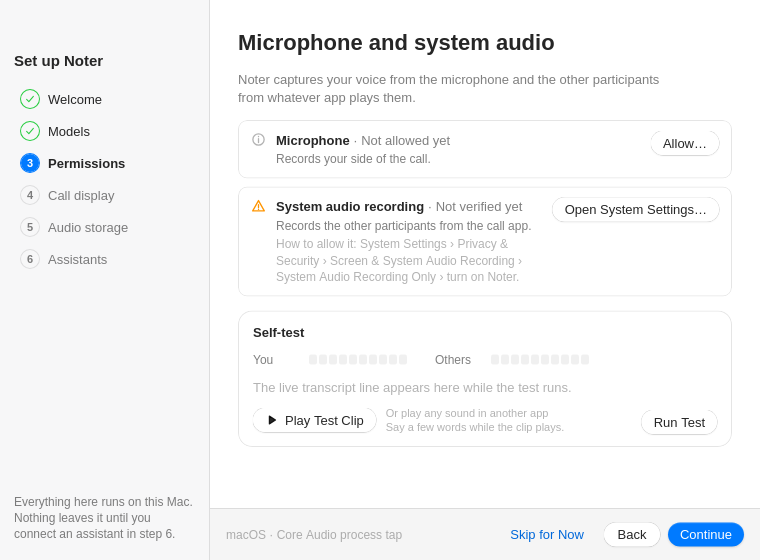 Set up Noter
Welcome
Models
3 Permissions
4 Call display
5 Audio storage
6 Assistants
Everything here runs on this Mac.
Nothing leaves it until you
connect an assistant in step 6.
Microphone and system audio
Noter captures your voice from the microphone and the other participants
from whatever app plays them.
Microphone · Not allowed yet
Records your side of the call.
Allow…
System audio recording · Not verified yet
Records the other participants from the call app.
How to allow it: System Settings › Privacy &
Security › Screen & System Audio Recording ›
System Audio Recording Only › turn on Noter.
Open System Settings…
Self-test
You Others
The live transcript line appears here while the test runs.
Play Test Clip
Or play any sound in another app
Say a few words while the clip plays.
Run Test
macOS · Core Audio process tap
Skip for Now Back Continue